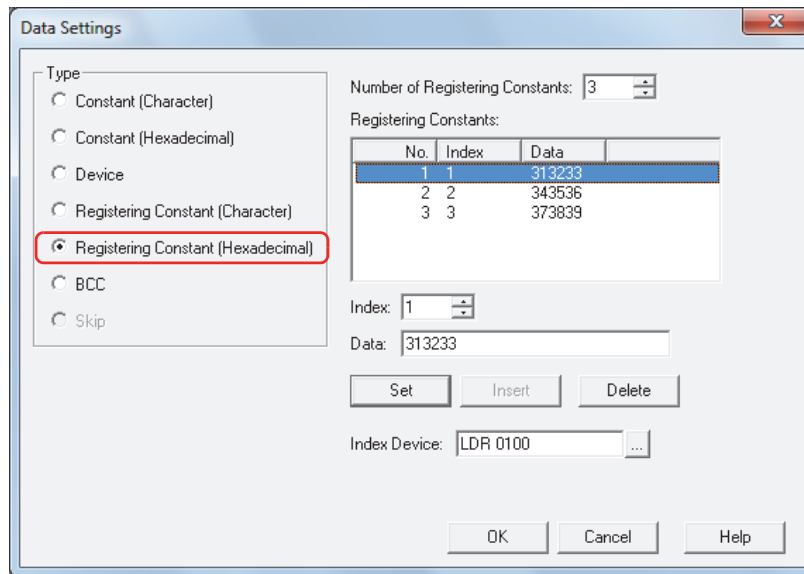 Data Settings
Type
Constant (Character)
Constant (Hexadecimal)
Device
Registering Constant (Character)
Registering Constant (Hexadecimal)
BCC
Skip
Number of Registering Constants: 3
Registering Constants:
No. Index Data
1 1 313233
2 2 343536
3 3 373839
Index: 1
Data: 313233
Set Insert Delete
Index Device: LDR 0100 ...
OK Cancel Help